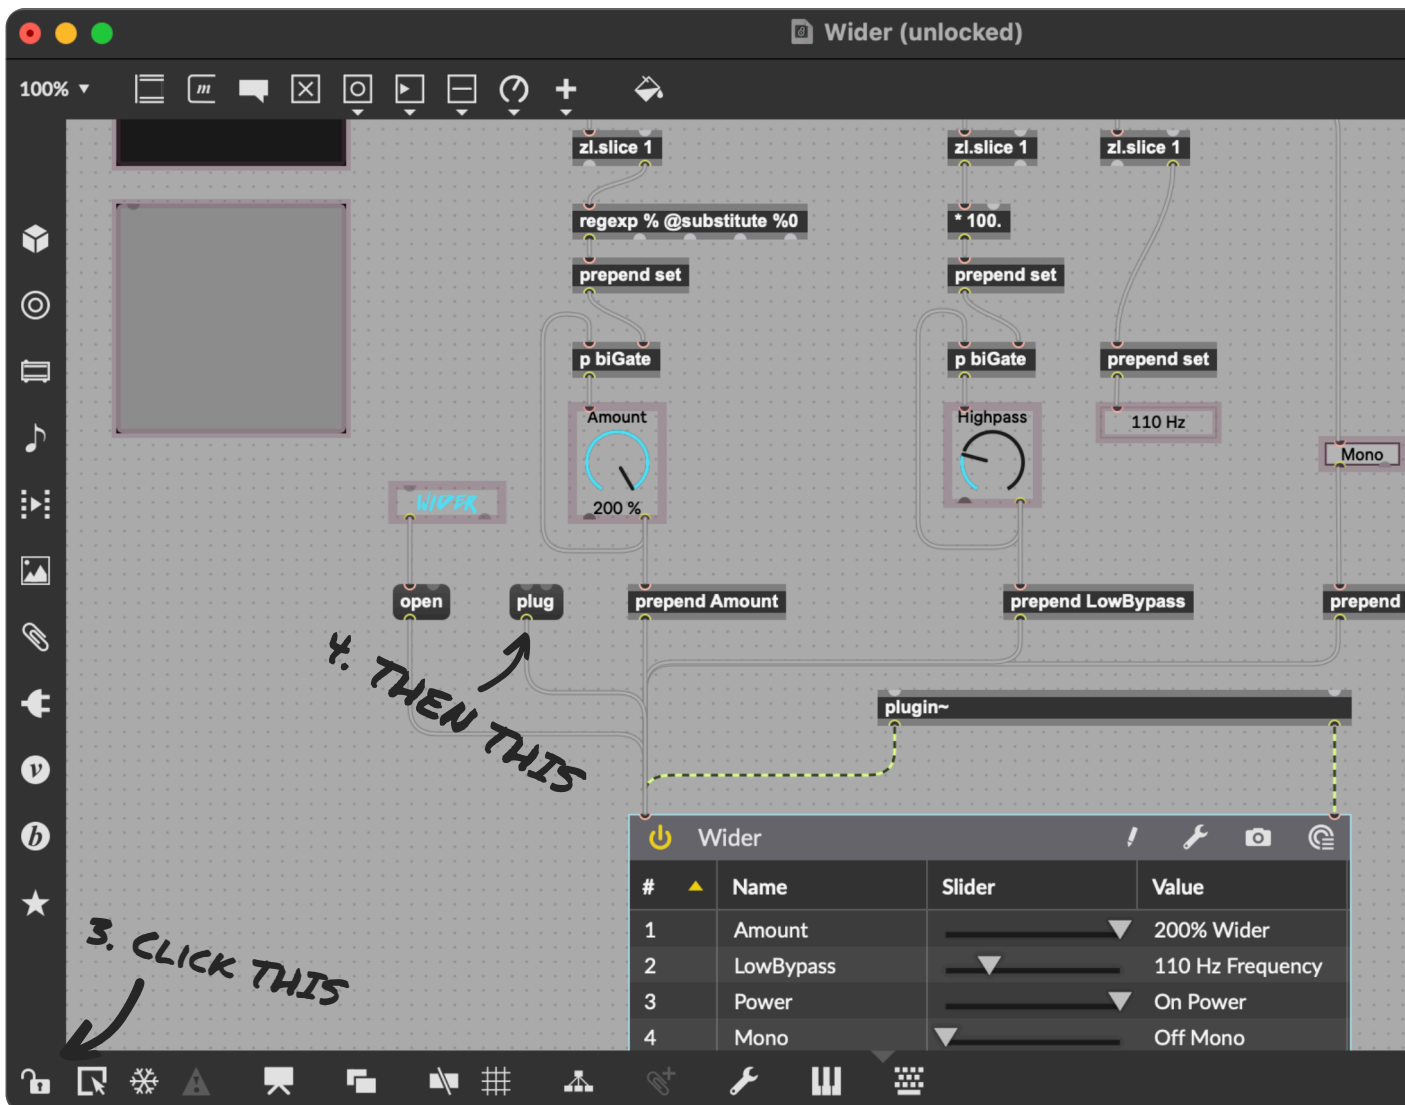 Wider (unlocked)
100%
m
zl.slice 1
zl.slice 1
zl.slice 1
regexp % @substitute %0
* 100.
prepend set
prepend set
p biGate
p biGate
prepend set
Amount
200 %
Highpass
110 Hz
Mono
WIDER
open
plug
prepend Amount
prepend LowBypass
prepend
4. THEN THIS
plugin~
Wider
# Name Slider Value
1 Amount 200% Wider
2 LowBypass 110 Hz Frequency
3 Power On Power
4 Mono Off Mono
v
b
3. CLICK THIS